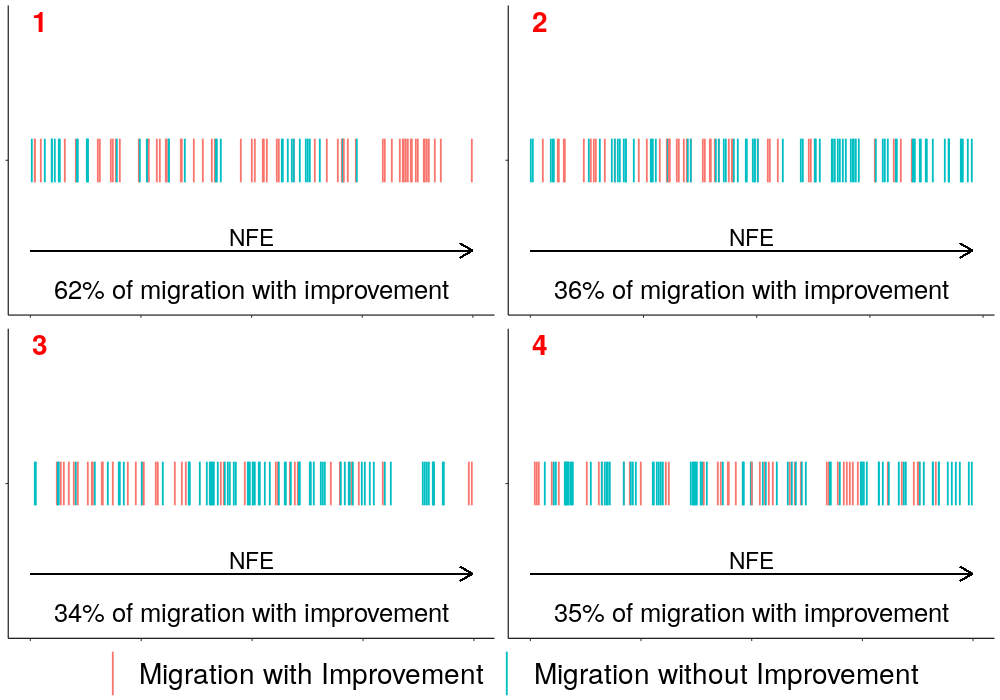 1
NFE
62% of migration with improvement
2
NFE
36% of migration with improvement
3
NFE
34% of migration with improvement
4
NFE
35% of migration with improvement
Migration with Improvement
Migration without Improvement